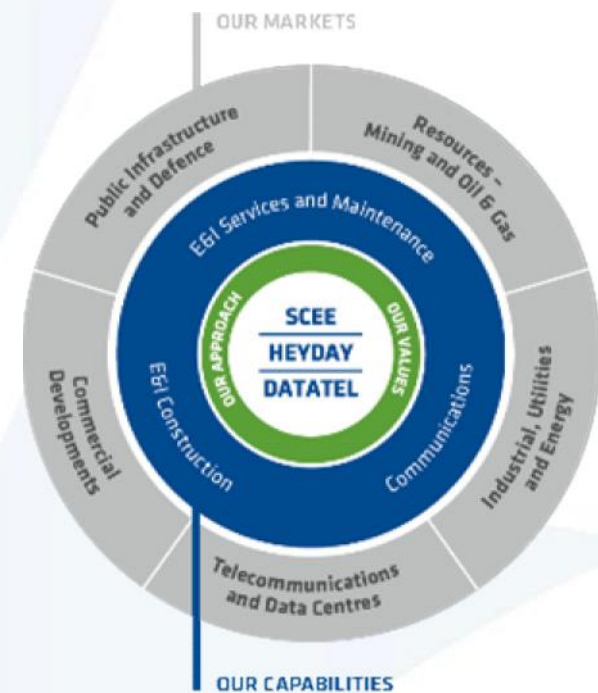 OUR MARKETS
Public Infrastructure
and Defence
Resources –
Mining and Oil & Gas
E&I Services and Maintenance
OUR APPROACH
OUR VALUES
SCEE
HEYDAY
DATATEL
Commercial
Developments
E&I Construction
Communications
Industrial, Utilities
and Energy
Telecommunications
and Data Centres
OUR CAPABILITIES